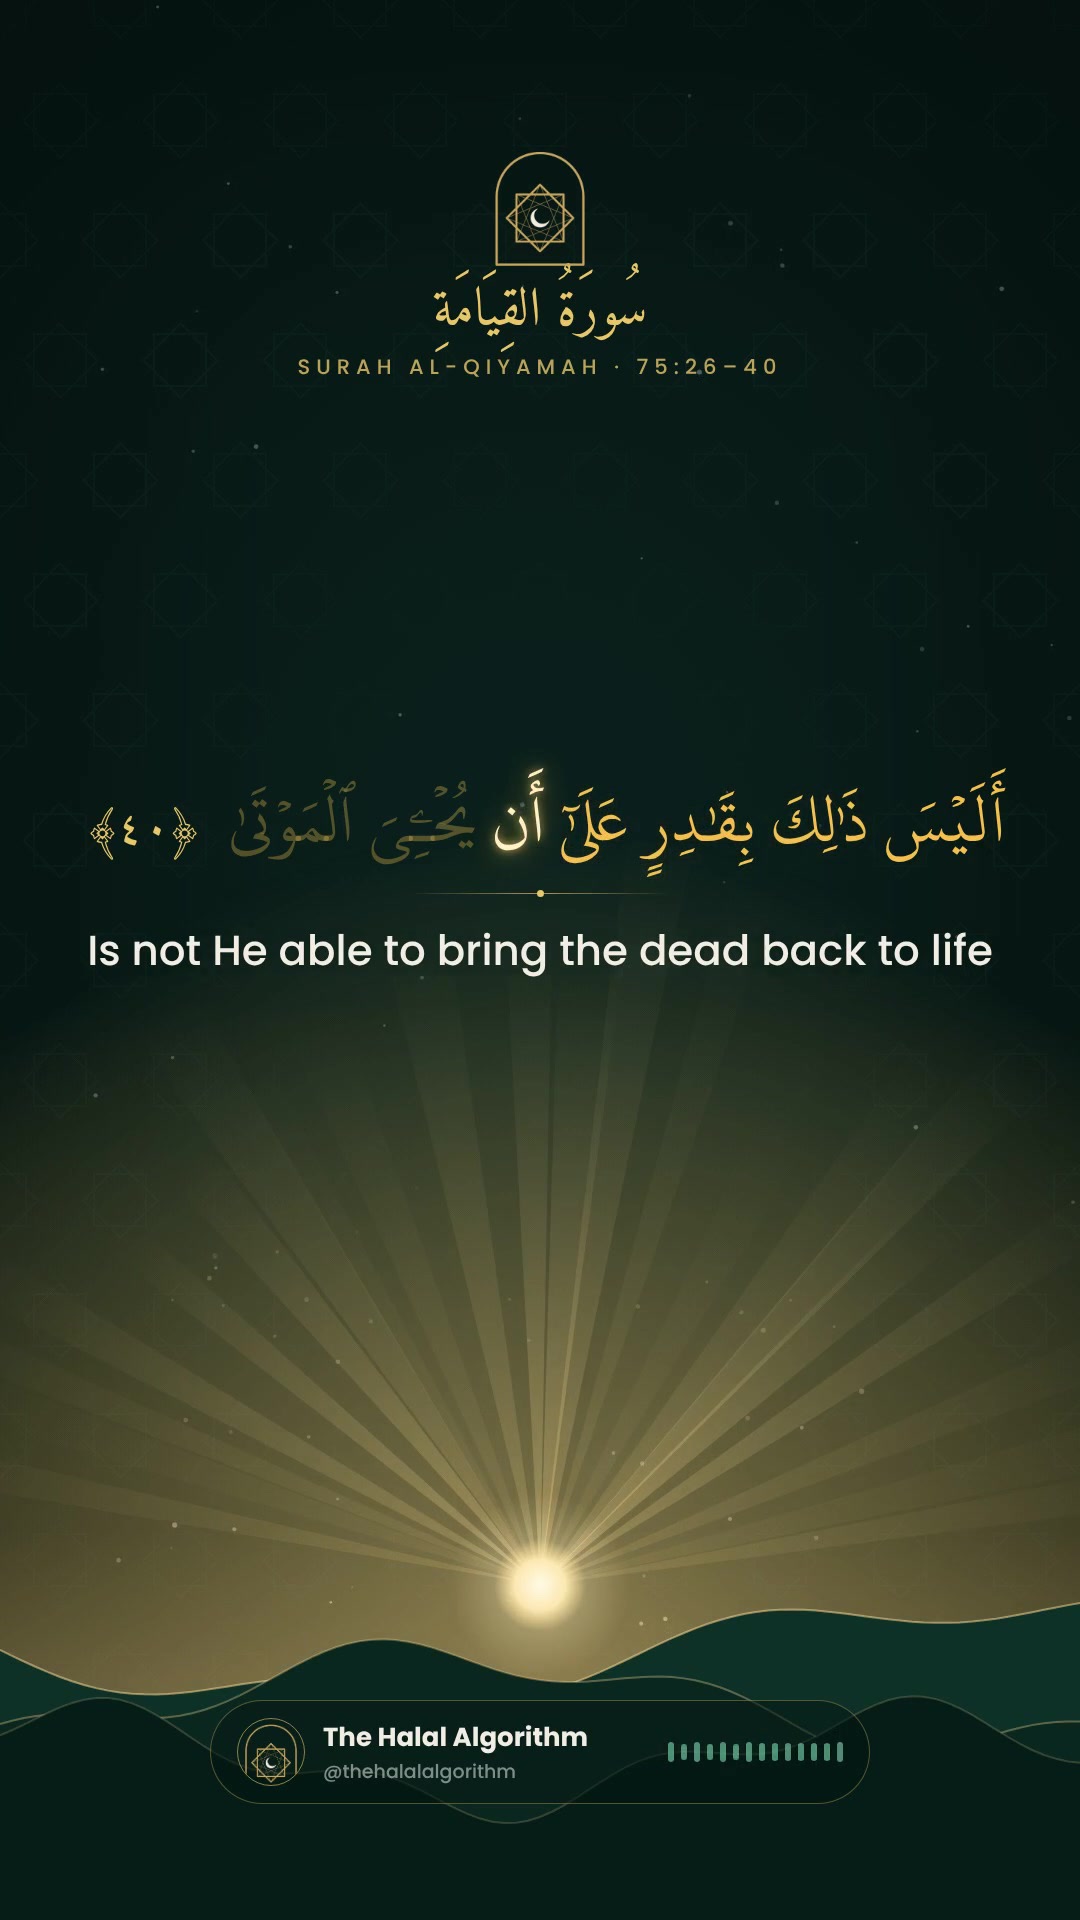 سُورَةُ القِيَامَةِ
SURAH AL-QIYAMAH · 75:26–40
أَلَيْسَ ذَٰلِكَ بِقَـٰدِرٍ عَلَىٰٓ أَن يُحْـِۧىَ ٱلْمَوْتَىٰ ﴿٤٠﴾
Is not He able to bring the dead back to life
The Halal Algorithm
@thehalalalgorithm